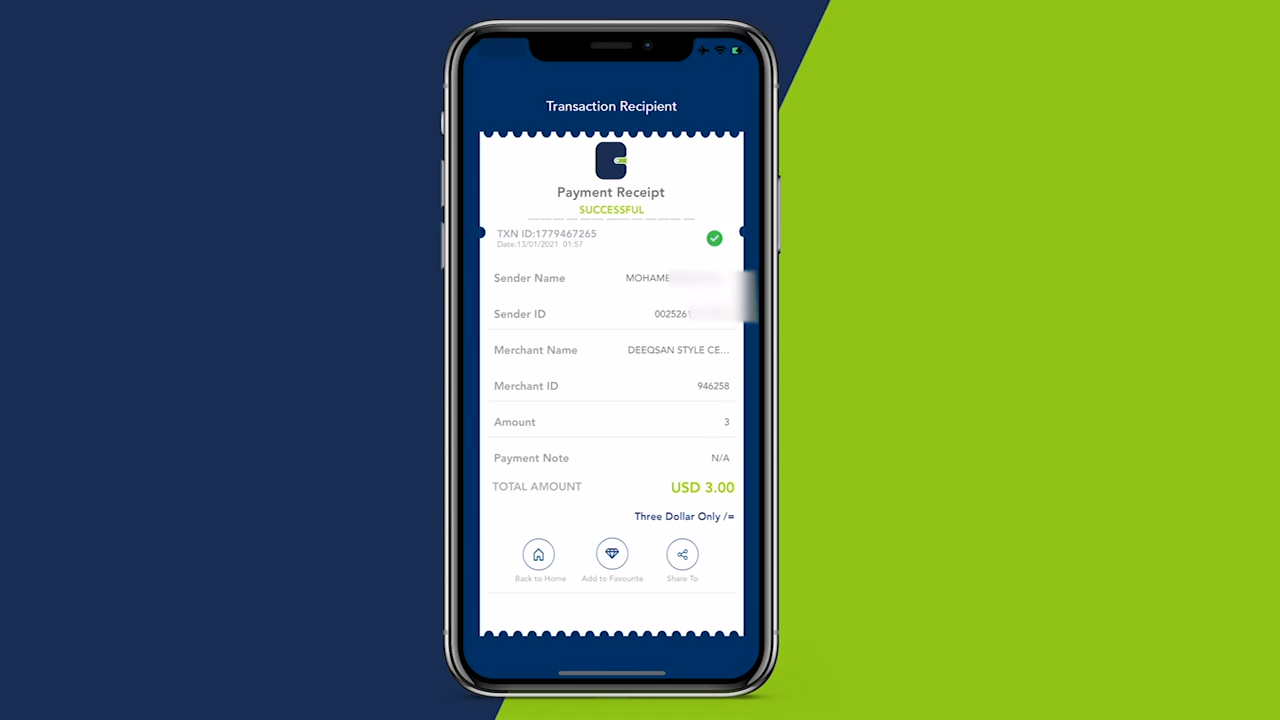 Transaction Recipient
Payment Receipt
SUCCESSFUL
TXN ID:1779467265
Date:13/01/2021 01:57
Sender Name MOHAME
Sender ID 0025261
Merchant Name DEEQSAN STYLE CE...
Merchant ID 946258
Amount 3
Payment Note N/A
TOTAL AMOUNT USD 3.00
Three Dollar Only /=
Back to Home Add to Favourite Share To